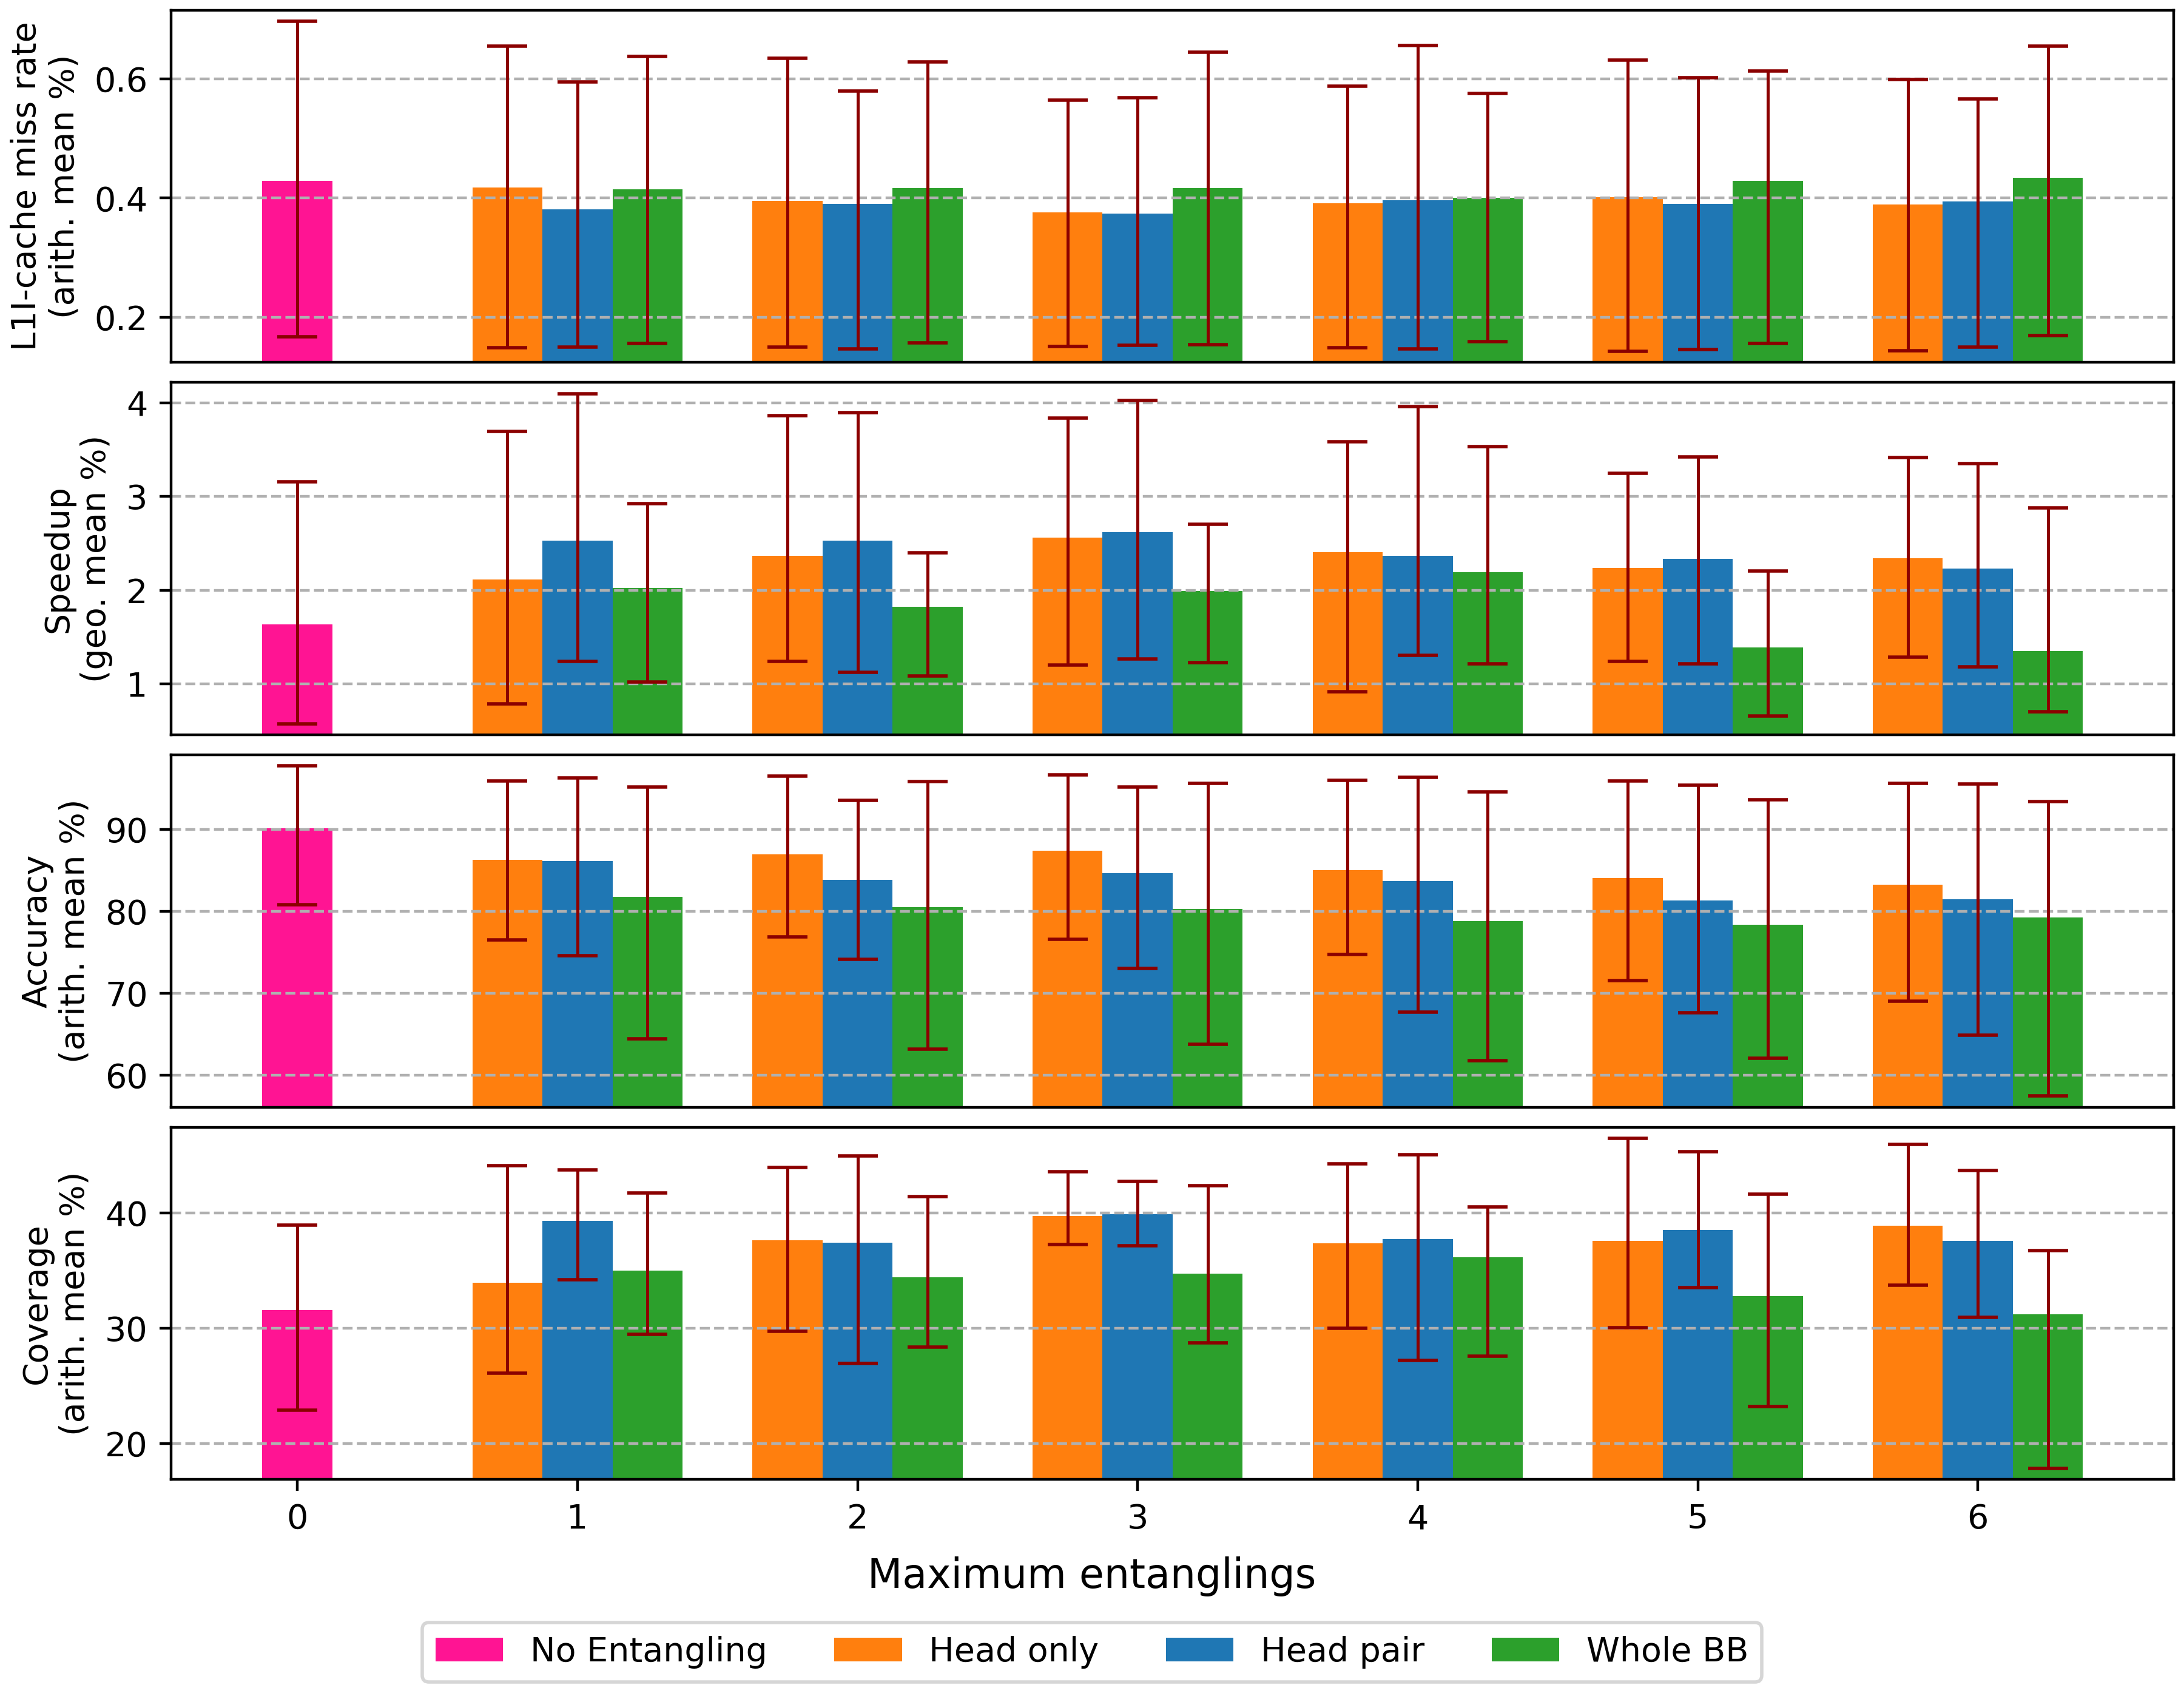 L1I-cache miss rate
(arith. mean %)
0.6
0.4
0.2
Speedup
(geo. mean %)
4
3
2
1
Accuracy
(arith. mean %)
90
80
70
60
Coverage
(arith. mean %)
40
30
20
0 1 2 3 4 5 6
Maximum entanglings
No Entangling Head only Head pair Whole BB